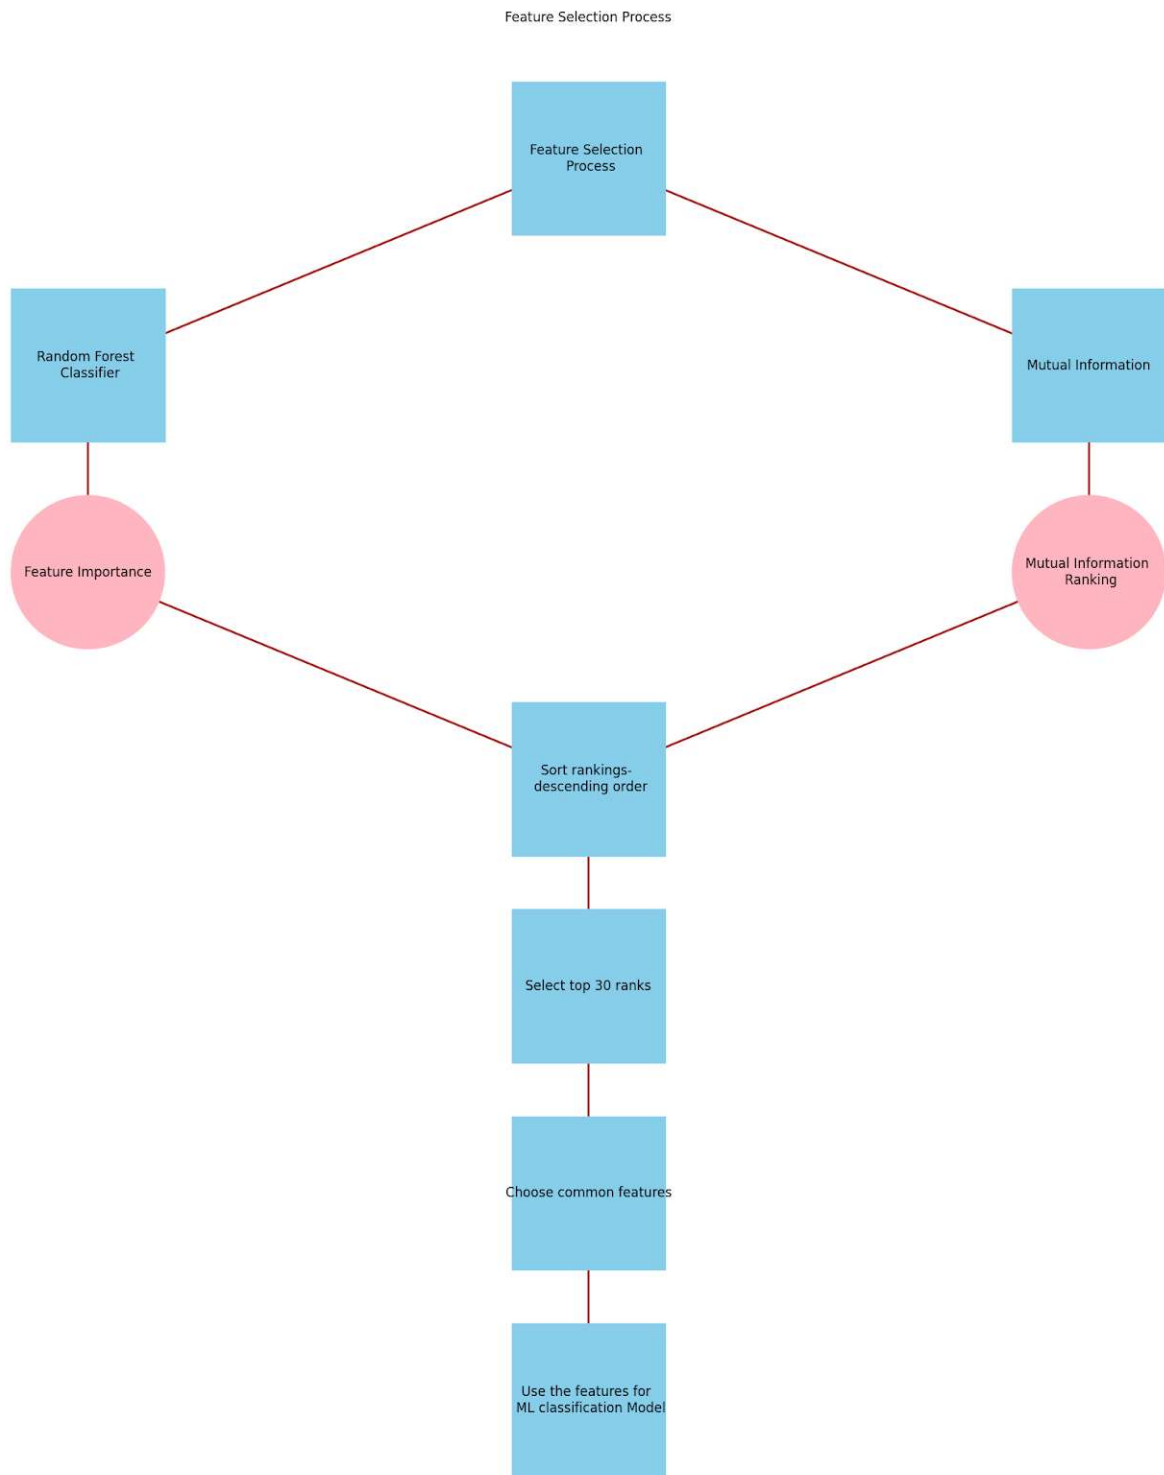 Feature Selection Process
Feature Selection
Process
Random Forest
Classifier
Mutual Information
Feature Importance
Mutual Information
Ranking
Sort rankings-
descending order
Select top 30 ranks
Choose common features
Use the features for
ML classification Model